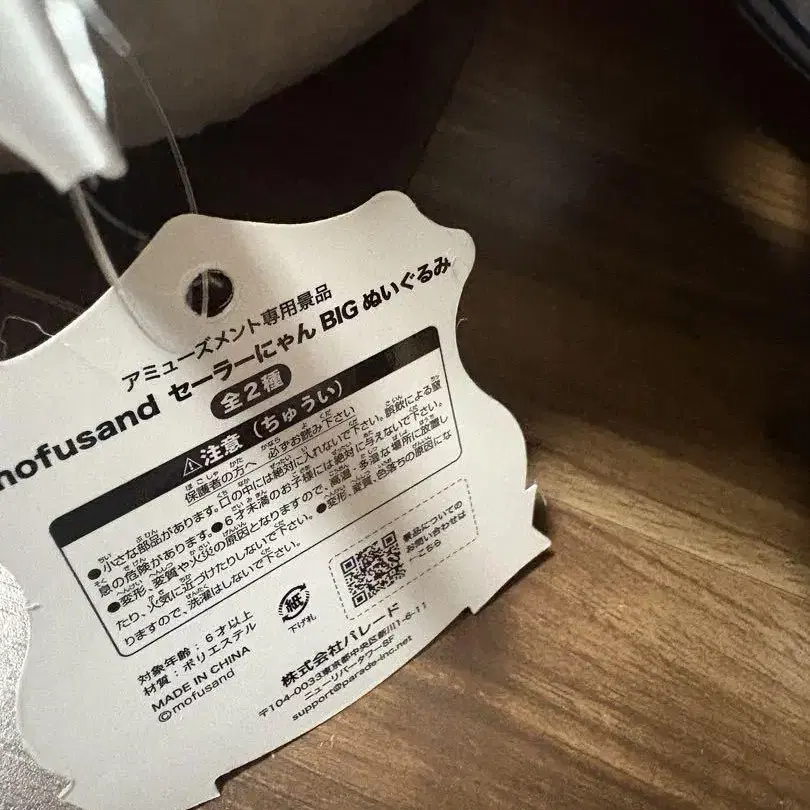 アミューズメント専用景品
mofusand セーラーにゃん BIG ぬいぐるみ
全2種
⚠注意（ちゅうい）
保護者の方へ 必ずお読み下さい
●小さな部品があります。口の中には絶対に入れないで下さい。誤飲による窒
息の危険があります。●6才未満のお子様には絶対に与えないで下さい。
●変形、変質や火災の原因となりますので、高温・多湿な場所に放置し
たり、火気に近づけたりしないで下さい。●変形、変質、色落ちの原因にな
りますので、洗濯はしないで下さい。
対象年齢：6才以上
材質：ポリエステル
MADE IN CHINA
©mofusand
紙
下げ札
景品についての
お問い合わせは
←こちら
株式会社パレード
〒104-0033東京都中央区新川1-6-11
ニューリバータワー5F
support@parade-inc.net